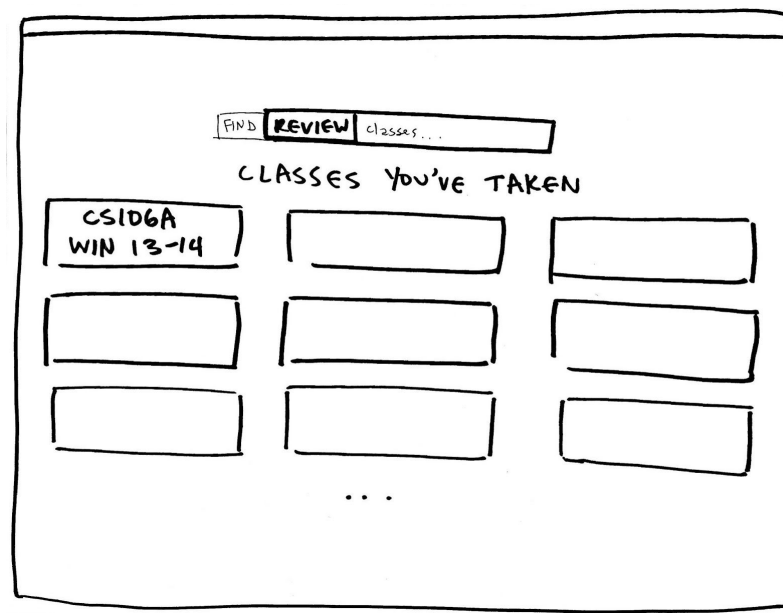 FIND REVIEW classes...
CLASSES YOU'VE TAKEN
CS106A
WIN 13-14
...